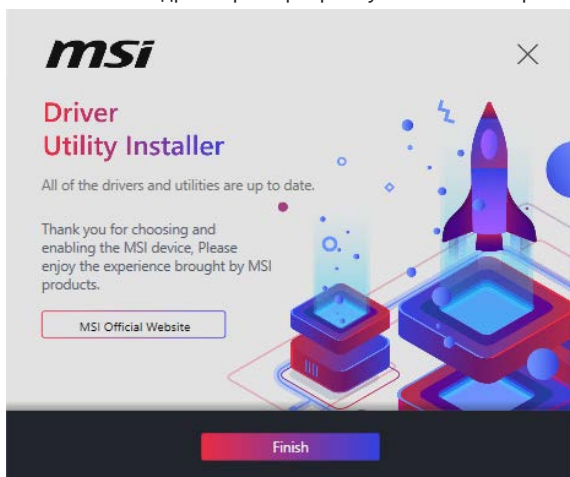 msi
Driver
Utility Installer
All of the drivers and utilities are up to date.
Thank you for choosing and
enabling the MSI device, Please
enjoy the experience brought by MSI
products.
MSI Official Website
Finish